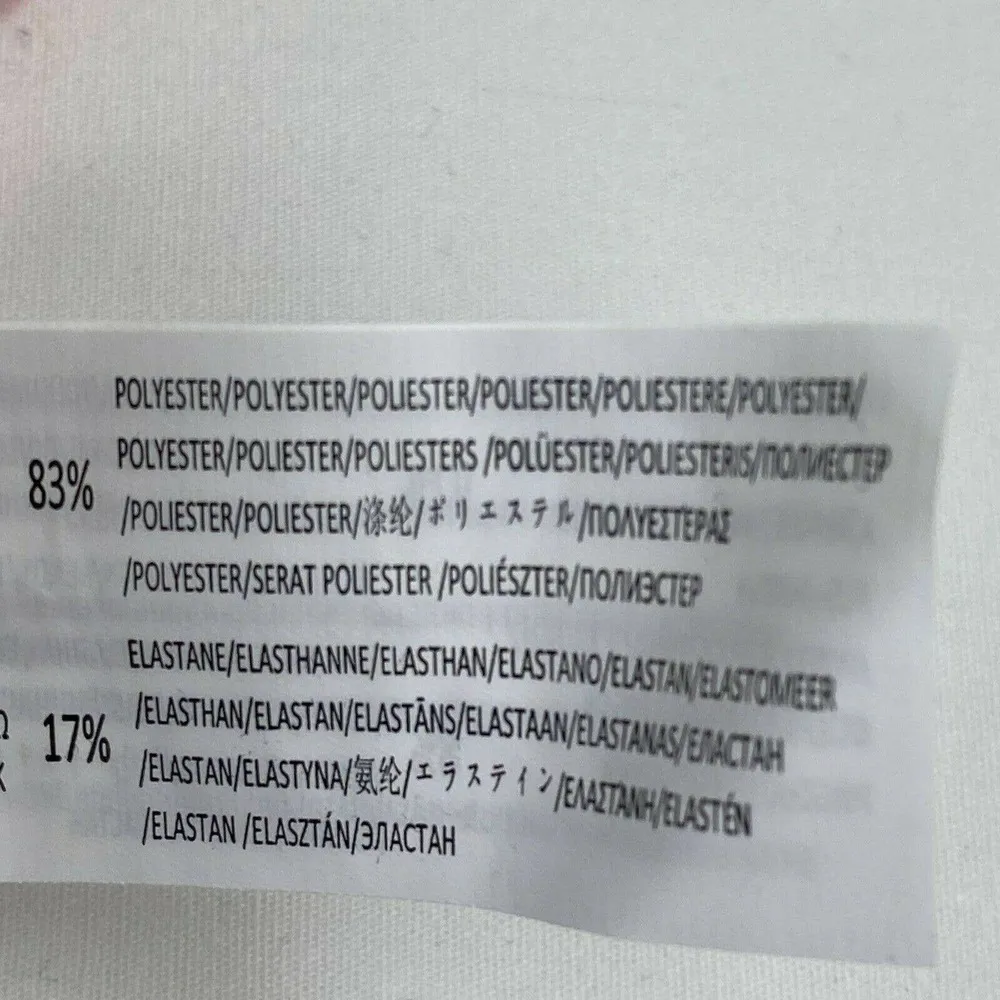 83%
POLYESTER/POLYESTER/POLIESTER/POLIESTER/POLIESTERE/POLYESTER/
POLYESTER/POLIESTER/POLIESTERS /POLÜESTER/POLIESTERIS/ПОЛИЕСТЕР
/POLIESTER/POLIESTER/涤纶/ポリエステル/ΠΟΛΥΕΣΤΈΡΑΣ
/POLYESTER/SERAT POLIESTER /POLIÉSZTER/ПОЛИЭСТЕР
17%
ELASTANE/ELASTHANNE/ELASTHAN/ELASTANO/ELASTAN/ELASTOMEER
/ELASTHAN/ELASTAN/ELASTĀNS/ELASTAAN/ELASTANAS/ЕЛАСТАН
/ELASTAN/ELASTYNA/氨纶/エラスティン/ΕΛΑΣΤΆΝΗ/ELASTÉN
/ELASTAN /ELASZTÁN/ЭЛАСТАН